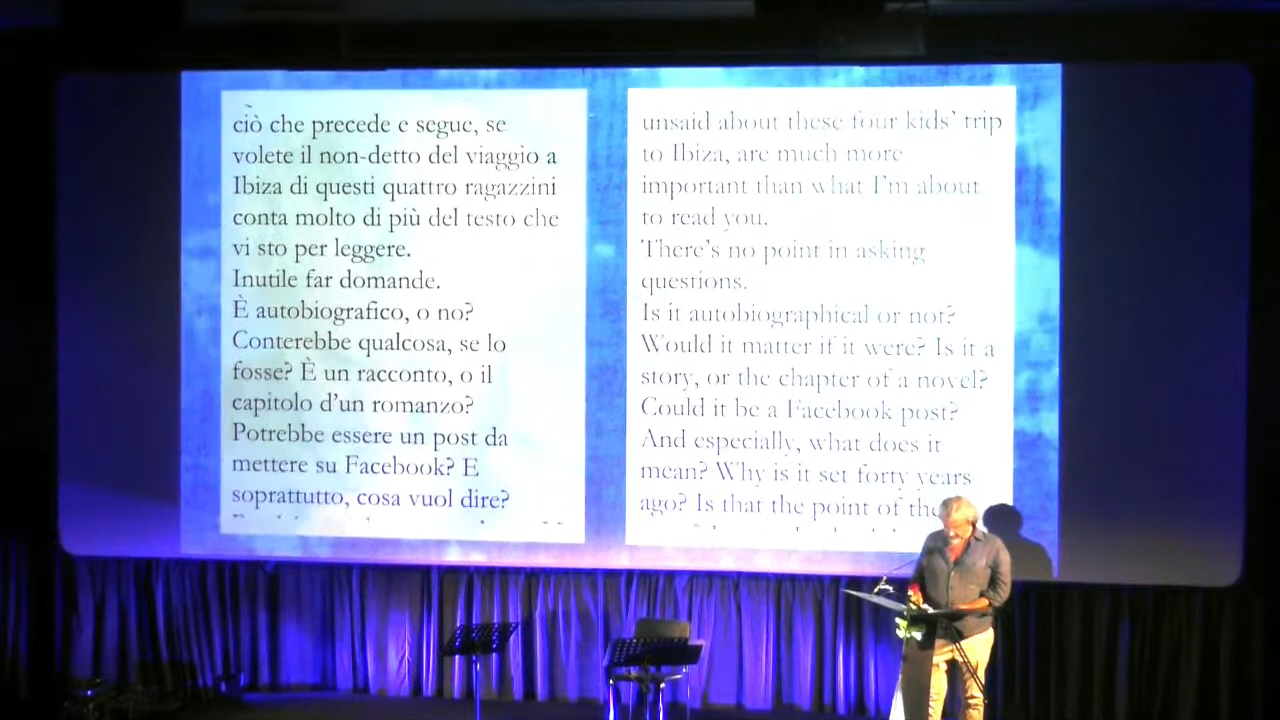 ciò che precede e segue, se
volete il non-detto del viaggio a
Ibiza di questi quattro ragazzini
conta molto di più del testo che
vi sto per leggere.
Inutile far domande.
È autobiografico, o no?
Conterebbe qualcosa, se lo
fosse? È un racconto, o il
capitolo d'un romanzo?
Potrebbe essere un post da
mettere su Facebook? E
soprattutto, cosa vuol dire?
unsaid about these four kids' trip
to Ibiza, are much more
important than what I'm about
to read you.
There's no point in asking
questions.
Is it autobiographical or not?
Would it matter if it were? Is it a
story, or the chapter of a novel?
Could it be a Facebook post?
And especially, what does it
mean? Why is it set forty years
ago? Is that the point of the